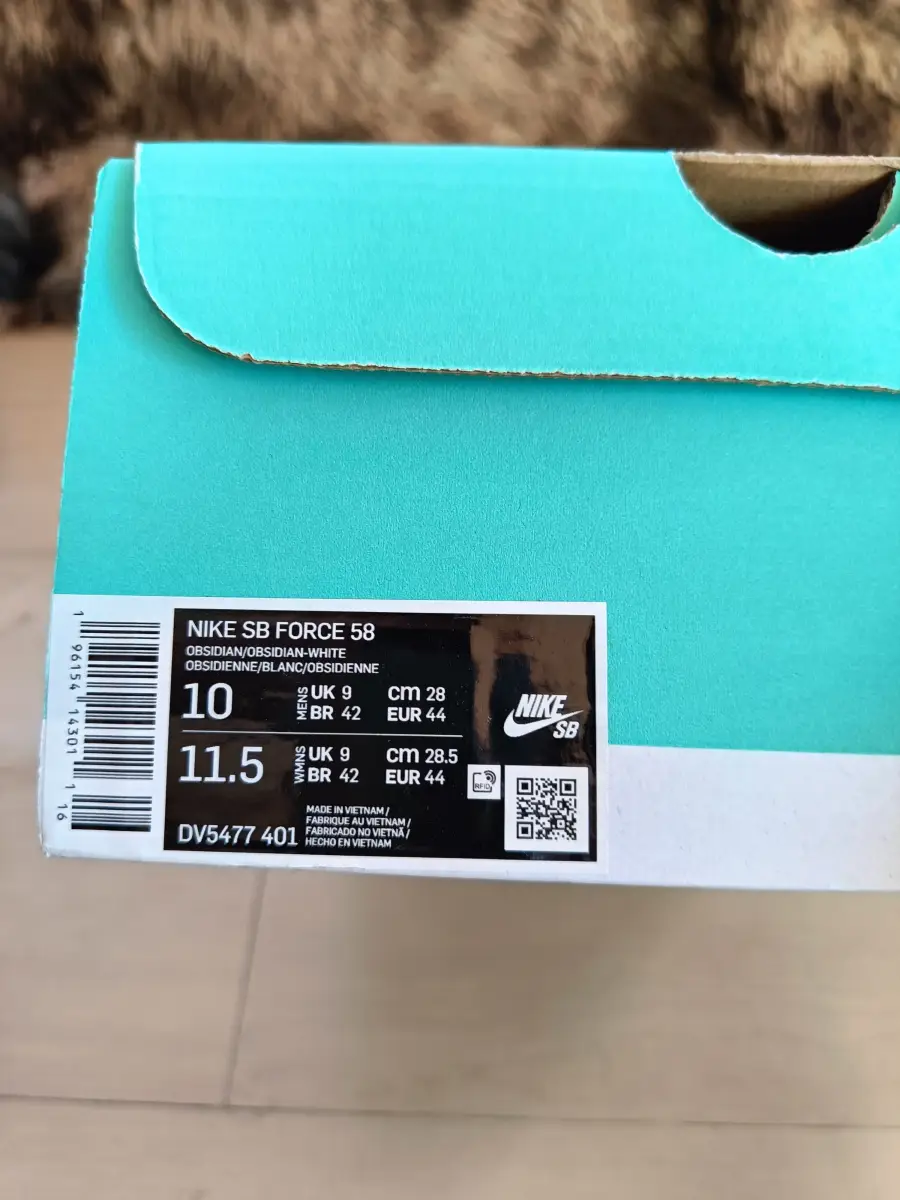 NIKE SB FORCE 58
OBSIDIAN/OBSIDIAN-WHITE
OBSIDIENNE/BLANC/OBSIDIENNE
10 MENS UK 9 cm 28
BR 42 EUR 44
11.5 WMNS UK 9 cm 28.5
BR 42 EUR 44
NIKE
SB
RFID
MADE IN VIETNAM /
FABRIQUE AU VIETNAM /
FABRICADO NO VIETNÃ /
HECHO EN VIETNAM
DV5477 401
1 96154 14301 1 16